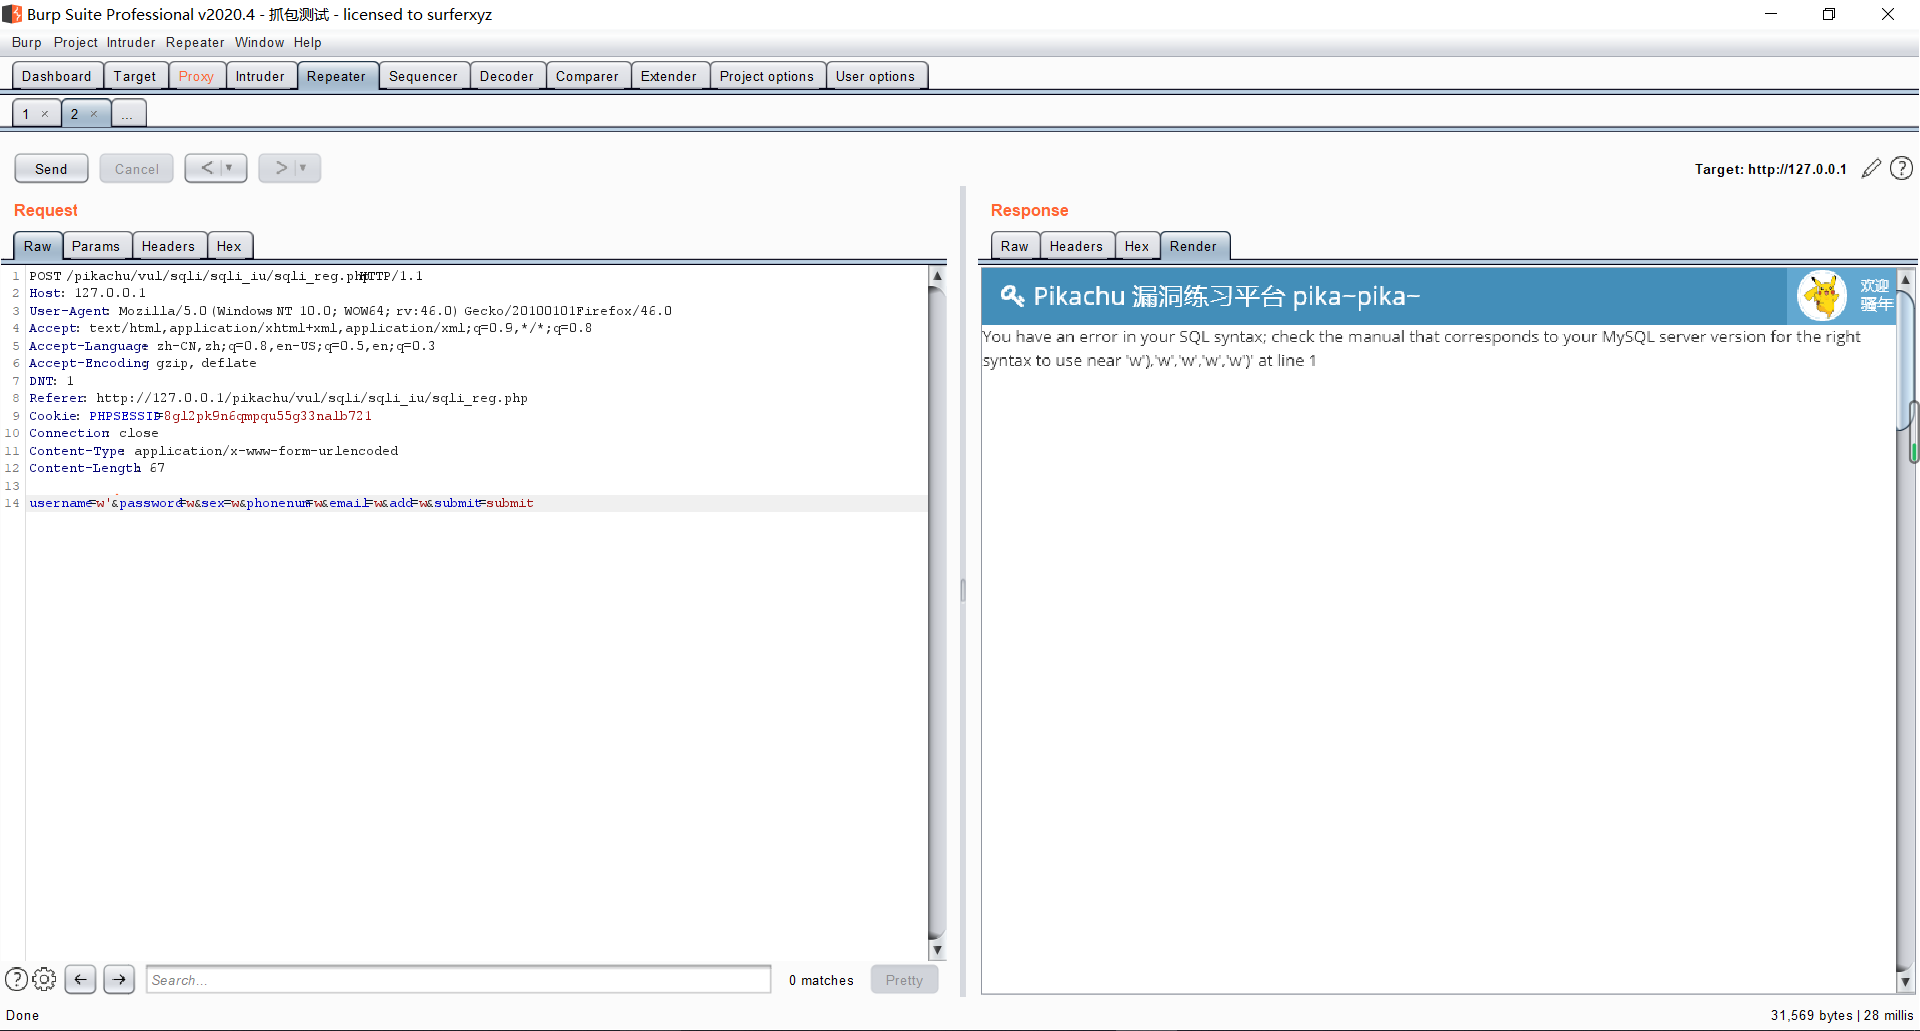 Burp Suite Professional v2020.4 - 抓包测试 - licensed to surferxyz
Burp Project Intruder Repeater Window Help
Dashboard Target Proxy Intruder Repeater Sequencer Decoder Comparer Extender Project options User options
1 × 2 × ...
Send Cancel < ▼ > ▼
Target: http://127.0.0.1
Request
Raw Params Headers Hex
1 POST /pikachu/vul/sqli/sqli_iu/sqli_reg.php HTTP/1.1
2 Host: 127.0.0.1
3 User-Agent: Mozilla/5.0 (Windows NT 10.0; WOW64; rv:46.0) Gecko/20100101 Firefox/46.0
4 Accept: text/html,application/xhtml+xml,application/xml;q=0.9,*/*;q=0.8
5 Accept-Language: zh-CN,zh;q=0.8,en-US;q=0.5,en;q=0.3
6 Accept-Encoding: gzip, deflate
7 DNT: 1
8 Referer: http://127.0.0.1/pikachu/vul/sqli/sqli_iu/sqli_reg.php
9 Cookie: PHPSESSID=8gl2pk9n6qmpqu55g33nalb721
10 Connection: close
11 Content-Type: application/x-www-form-urlencoded
12 Content-Length: 67
13
14 username=w'&password=w&sex=w&phonenum=w&email=w&add=w&submit=submit
Search...
0 matches
Pretty
Response
Raw Headers Hex Render
Pikachu 漏洞练习平台 pika~pika~
欢迎
骚年
You have an error in your SQL syntax; check the manual that corresponds to your MySQL server version for the right
syntax to use near 'w'),'w','w','w','w')' at line 1
Done
31,569 bytes | 28 millis